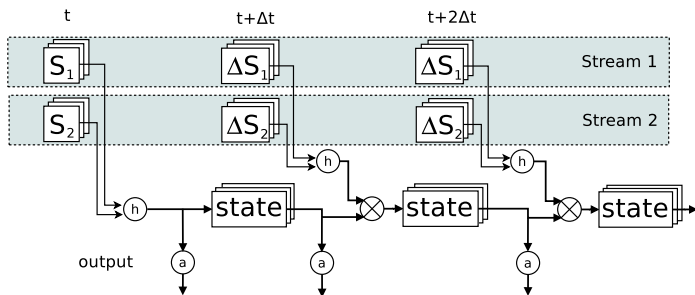 t t+Δt t+2Δt
S1 ΔS1 ΔS1 Stream 1
S2 ΔS2 ΔS2 Stream 2
h h
h state state state
output a a a